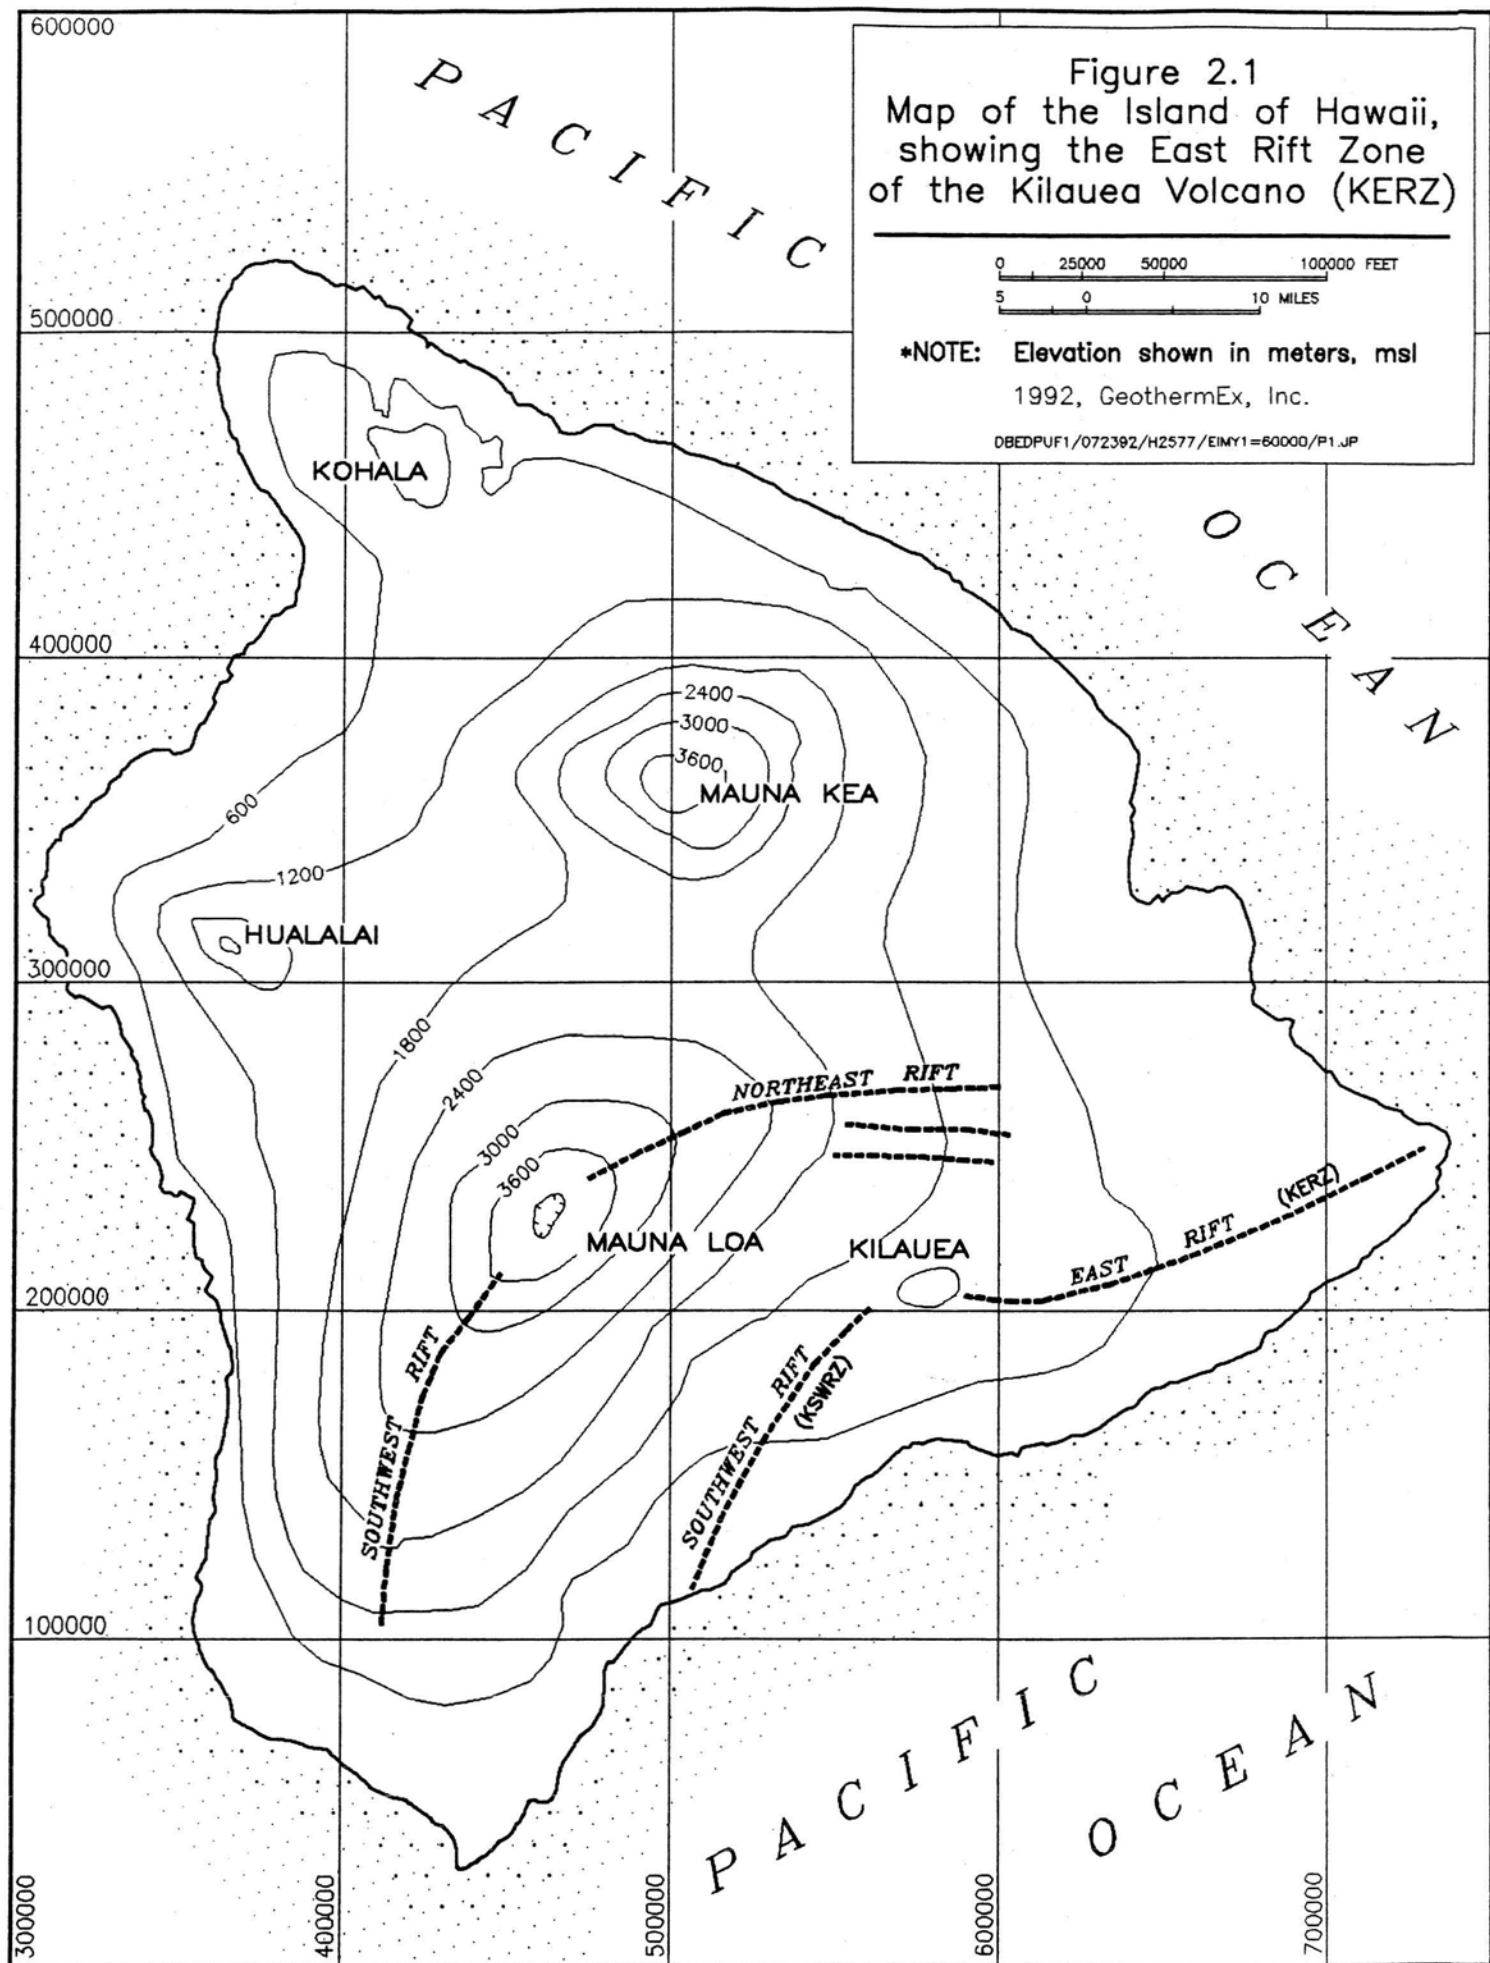 600000
PACIFIC
Figure 2.1
Map of the Island of Hawaii,
showing the East Rift Zone
of the Kilauea Volcano (KERZ)
0 25000 50000 100000 FEET
5 0 10 MILES
*NOTE: Elevation shown in meters, msl
1992, GeothermEx, Inc.
DBEDPUF1/072392/H2577/EIMY1=60000/P1.JP
500000
KOHALA
OCEAN
400000
2400
3000
3600
MAUNA KEA
600
1200
HUALALAI
300000
1800
2400
NORTHEAST RIFT
3000
3600
(KERZ)
MAUNA LOA
KILAUEA
EAST RIFT
200000
SOUTHWEST RIFT
SOUTHWEST RIFT
(KSWRZ)
100000
PACIFIC
OCEAN
300000
400000
500000
600000
700000